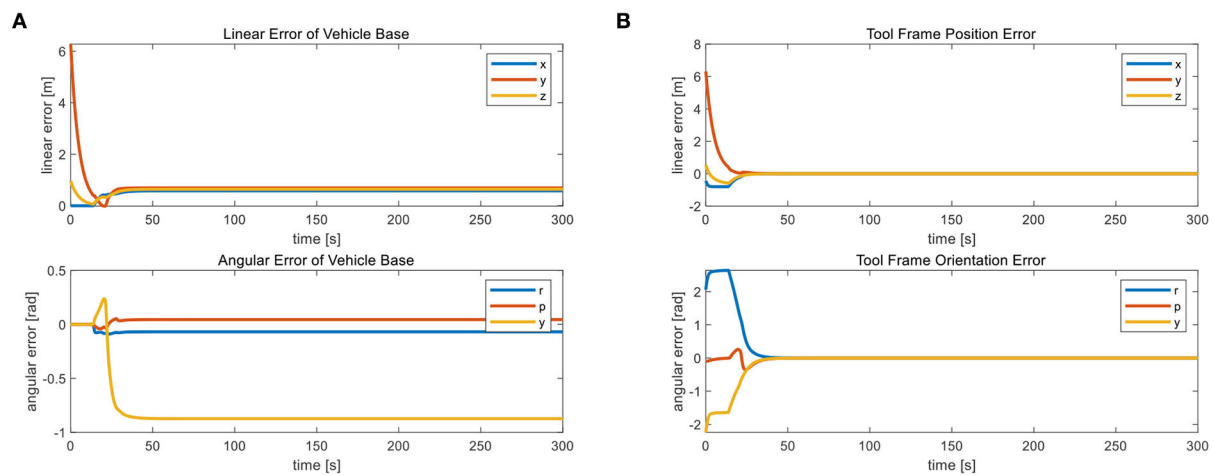 A
Linear Error of Vehicle Base
linear error [m]
6
4
2
0
x
y
z
0 50 100 150 200 250 300
time [s]
Angular Error of Vehicle Base
angular error [rad]
0.5
0
-0.5
-1
r
p
y
0 50 100 150 200 250 300
time [s]
B
Tool Frame Position Error
linear error [m]
8
6
4
2
0
-2
x
y
z
0 50 100 150 200 250 300
time [s]
Tool Frame Orientation Error
angular error [rad]
2
1
0
-1
-2
r
p
y
0 50 100 150 200 250 300
time [s]